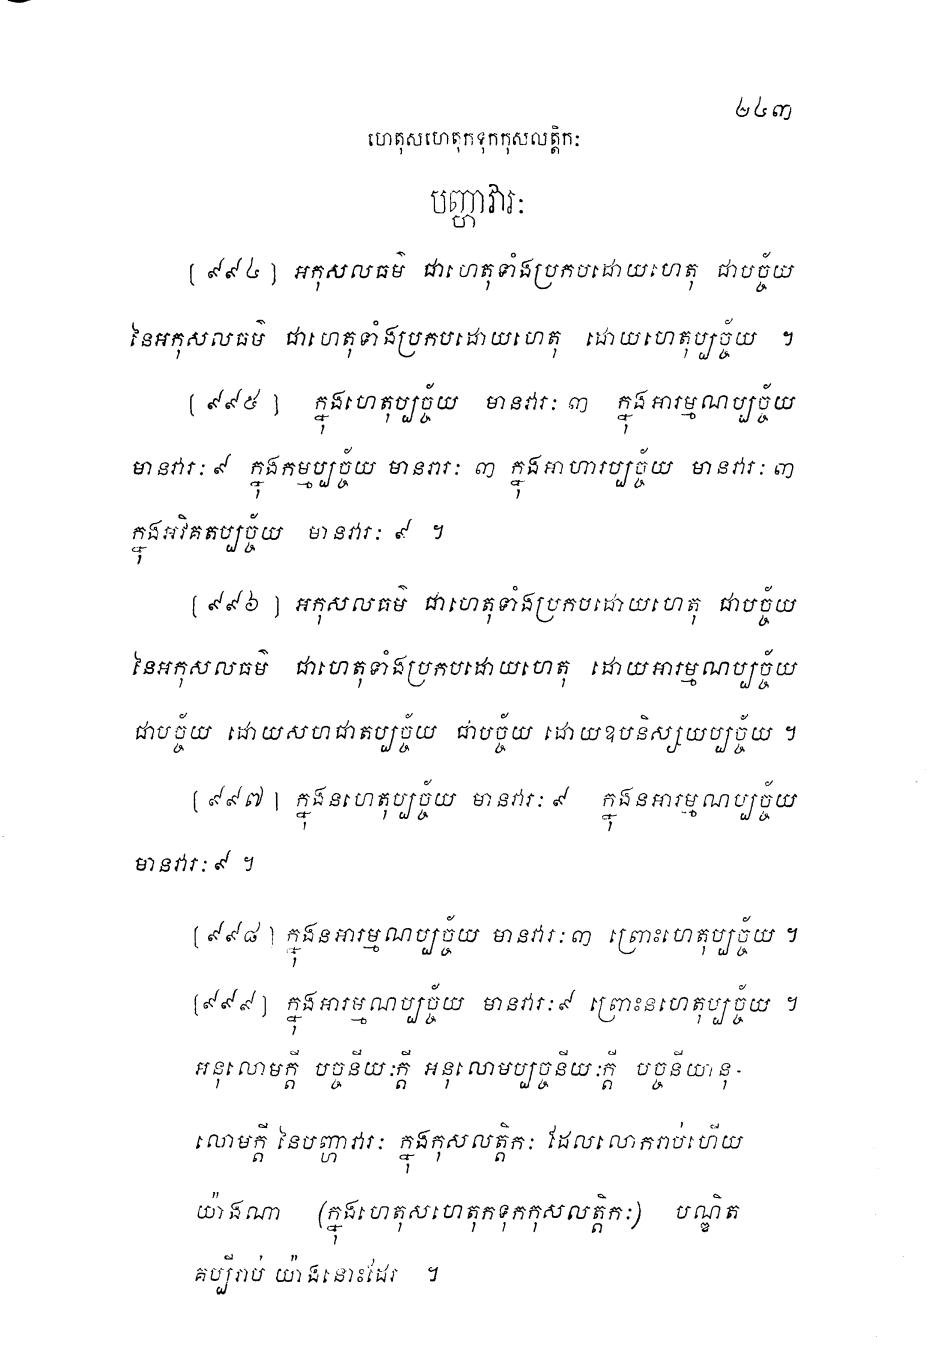 ២៤៣
ហេតុសហេតុកទុកកុសលត្តិកៈ
បញ្ហាវារៈ
[៩៩៤] អកុសលធម៌ ជាហេតុទាំងប្រកបដោយហេតុ ជាបច្ច័យ
នៃអកុសលធម៌ ជាហេតុទាំងប្រកបដោយហេតុ ដោយហេតុប្បច្ច័យ ។
[៩៩៥] ក្នុងហេតុប្បច្ច័យ មានវារៈ ៣ ក្នុងអារម្មណប្បច្ច័យ
មានវារៈ ៩ ក្នុងកម្មប្បច្ច័យ មានវារៈ ៣ ក្នុងអាហារប្បច្ច័យ មានវារៈ ៣
ក្នុងអវិគតប្បច្ច័យ មានវារៈ ៩ ។
[៩៩៦] អកុសលធម៌ ជាហេតុទាំងប្រកបដោយហេតុ ជាបច្ច័យ
នៃអកុសលធម៌ ជាហេតុទាំងប្រកបដោយហេតុ ដោយអារម្មណប្បច្ច័យ
ជាបច្ច័យ ដោយសហជាតប្បច្ច័យ ជាបច្ច័យ ដោយឧបនិស្សយប្បច្ច័យ ។
[៩៩៧] ក្នុងនហេតុប្បច្ច័យ មានវារៈ ៩ ក្នុងនអារម្មណប្បច្ច័យ
មានវារៈ ៩ ។
[៩៩៨] ក្នុងនអារម្មណប្បច្ច័យ មានវារៈ ៣ ព្រោះហេតុប្បច្ច័យ ។
[៩៩៩] ក្នុងអារម្មណប្បច្ច័យ មានវារៈ ៩ ព្រោះនហេតុប្បច្ច័យ ។
អនុលោមក្តី បច្ចនីយៈក្តី អនុលោមប្បច្ចនីយៈក្តី បច្ចនីយានុ-
លោមក្តី នៃបញ្ហាវារៈ ក្នុងកុសលត្តិកៈ ដែលលោករាប់ហើយ
យ៉ាងណា (ក្នុងហេតុសហេតុកទុកកុសលត្តិកៈ) បណ្ឌិត
គប្បីរាប់ យ៉ាងនោះដែរ ។